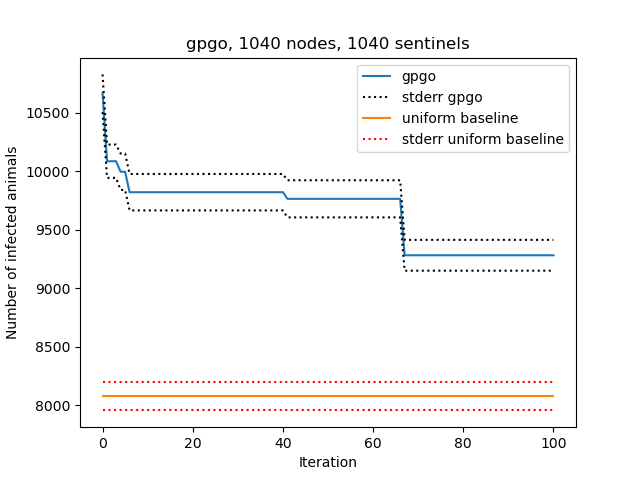 gpgo, 1040 nodes, 1040 sentinels
gpgo
stderr gpgo
uniform baseline
stderr uniform baseline
Number of infected animals
10500
10000
9500
9000
8500
8000
0 20 40 60 80 100
Iteration